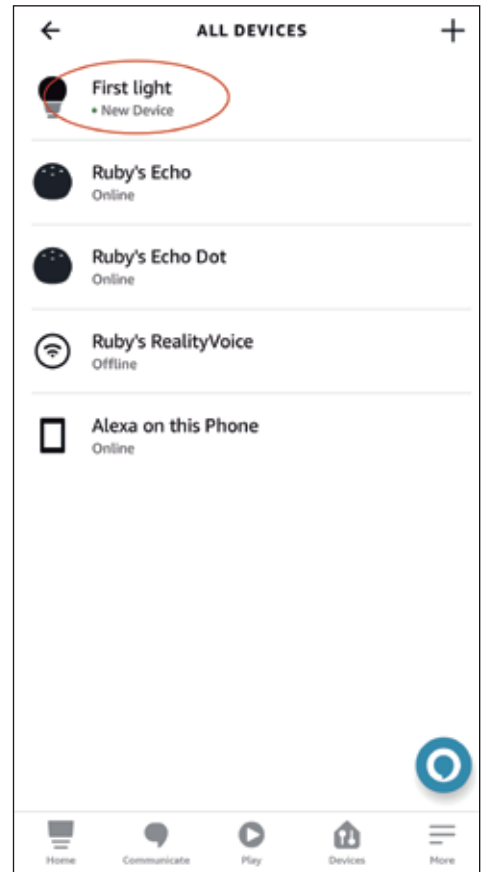 ALL DEVICES
First light
• New Device
Ruby's Echo
Online
Ruby's Echo Dot
Online
Ruby's RealityVoice
Offline
Alexa on this Phone
Online
Home Communicate Play Devices More